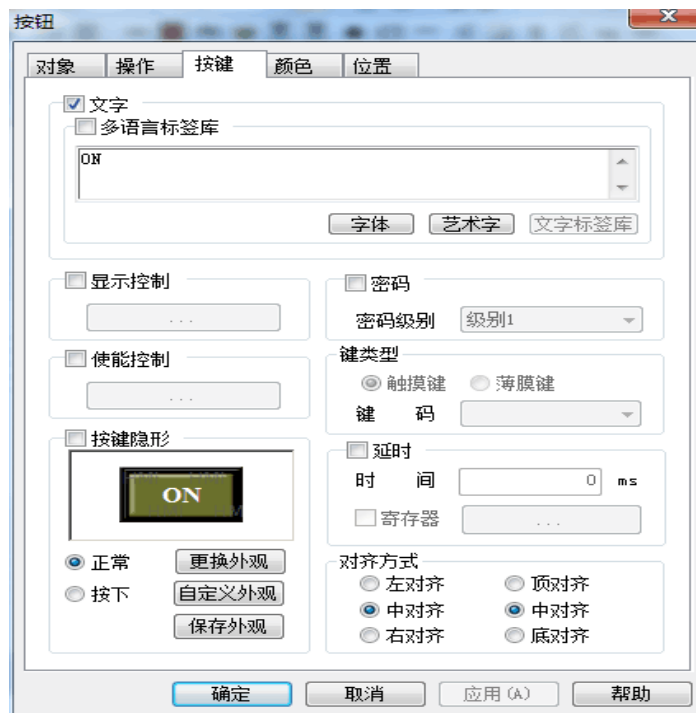 按钮
对象 操作 按键 颜色 位置
文字
多语言标签库
ON
字体 艺术字 文字标签库
显示控制
...
使能控制
...
按键隐形
ON
正常 更换外观
按下 自定义外观
保存外观
密码
密码级别 级别1
键类型
触摸键 薄膜键
键 码
延时
时 间 0 ms
寄存器 ...
对齐方式
左对齐 顶对齐
中对齐 中对齐
右对齐 底对齐
确定 取消 应用(A) 帮助